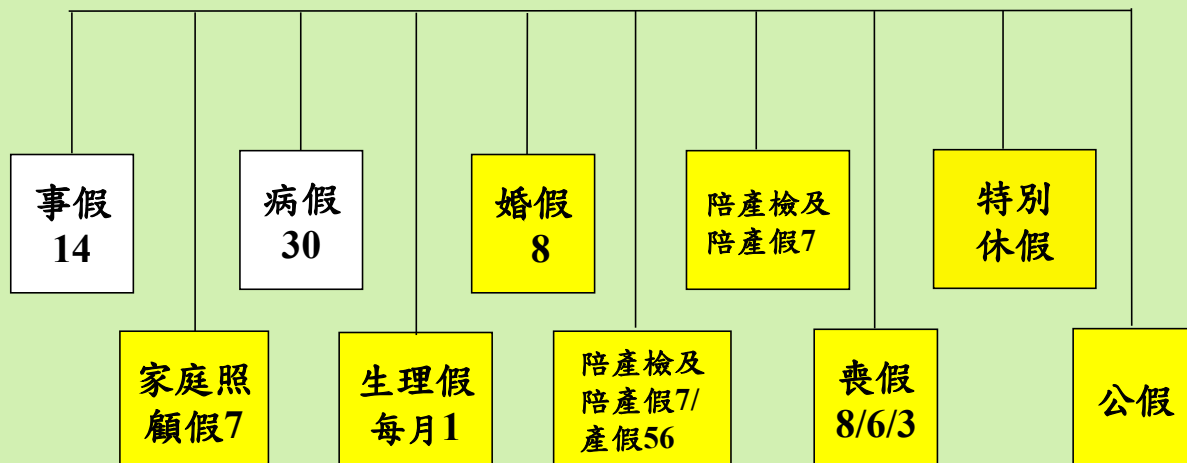 事假
14
病假
30
婚假
8
陪產檢及
陪產假7
特別
休假
家庭照
顧假7
生理假
每月1
陪產檢及
陪產假7/
產假56
喪假
8/6/3
公假